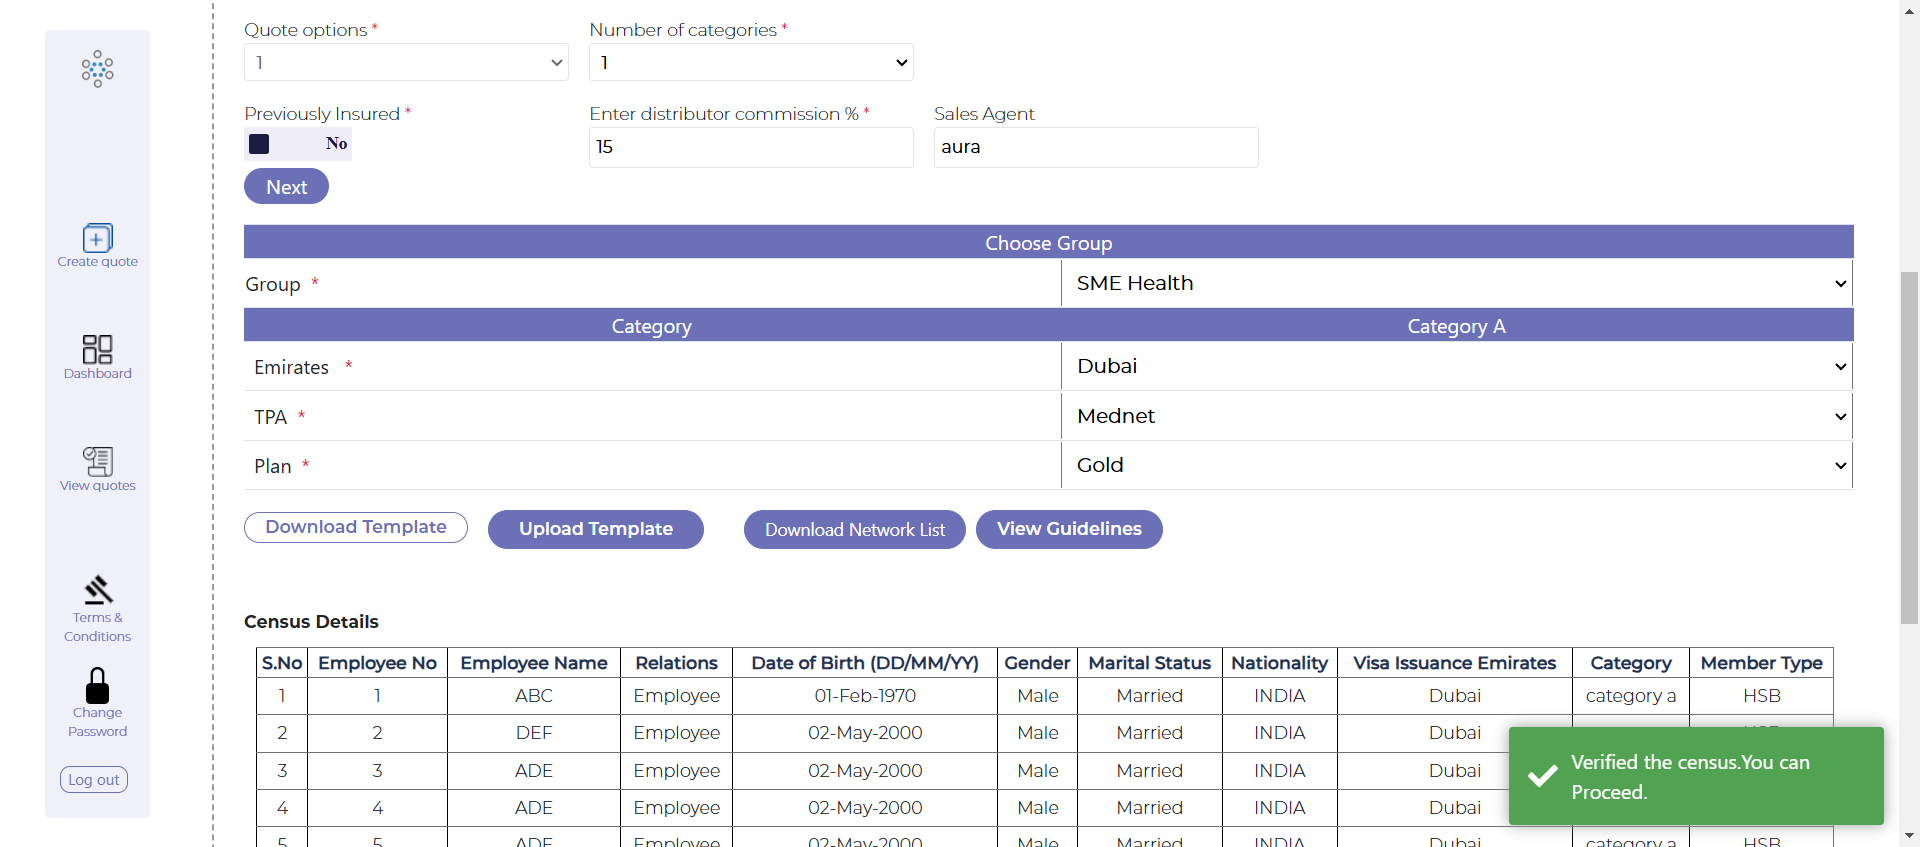 Quote options *
Number of categories *
1
1
Previously Insured *
Enter distributor commission % *
Sales Agent
No
15
aura
Next
Create quote
Dashboard
View quotes
Terms &
Conditions
Change
Password
Log out
Choose Group
Group *
SME Health
Category
Category A
Emirates *
Dubai
TPA *
Mednet
Plan *
Gold
Download Template
Upload Template
Download Network List
View Guidelines
Census Details
S.No Employee No Employee Name Relations Date of Birth (DD/MM/YY) Gender Marital Status Nationality Visa Issuance Emirates Category Member Type
1 1 ABC Employee 01-Feb-1970 Male Married INDIA Dubai category a HSB
2 2 DEF Employee 02-May-2000 Male Married INDIA Dubai
3 3 ADE Employee 02-May-2000 Male Married INDIA Dubai
4 4 ADE Employee 02-May-2000 Male Married INDIA Dubai
5 5 ADE Employee 02-May-2000 Male Married INDIA Dubai category a HSB
Verified the census.You can
Proceed.